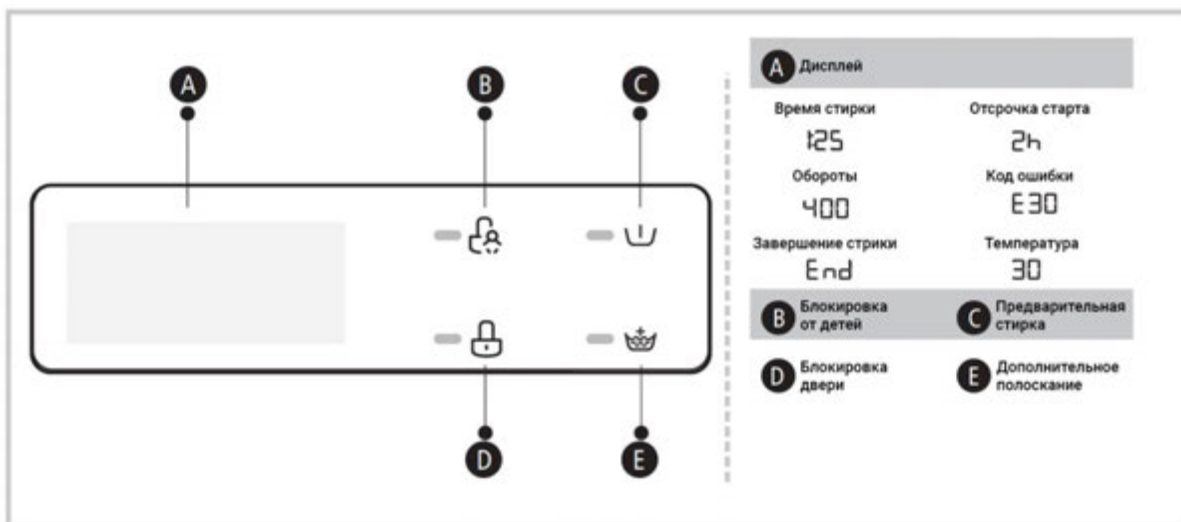 A
B
C
D
E
A Дисплей
Время стирки
Отсрочка старта
1:25
2h
Обороты
Код ошибки
400
E30
Завершение стрики
Температура
End
30
B Блокировка
от детей
C Предварительная
стирка
D Блокировка
двери
E Дополнительное
полоскание